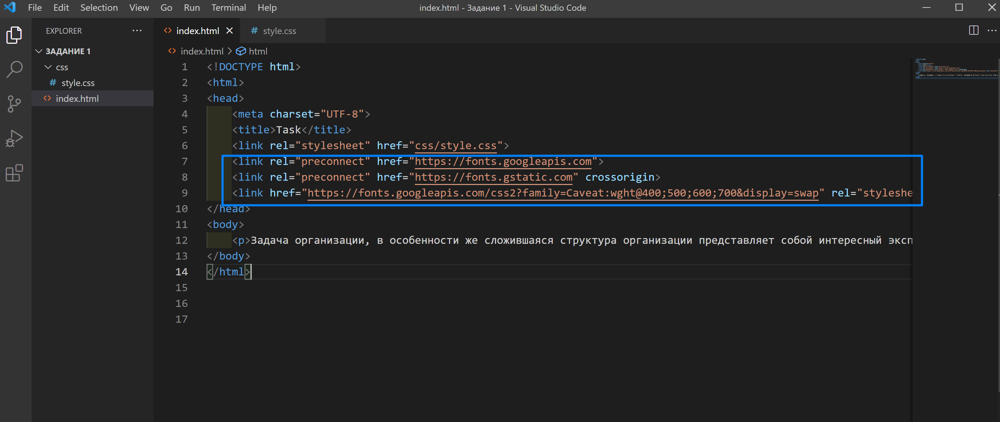 File Edit Selection View Go Run Terminal Help
index.html - Задание 1 - Visual Studio Code
EXPLORER
ЗАДАНИЕ 1
css
# style.css
index.html
index.html
# style.css
index.html > html
1 <!DOCTYPE html>
2 <html>
3 <head>
4 <meta charset="UTF-8">
5 <title>Task</title>
6 <link rel="stylesheet" href="css/style.css">
7 <link rel="preconnect" href="https://fonts.googleapis.com">
8 <link rel="preconnect" href="https://fonts.gstatic.com" crossorigin>
9 <link href="https://fonts.googleapis.com/css2?family=Caveat:wght@400;500;600;700&display=swap" rel="styleshe
10 </head>
11 <body>
12 <p>Задача организации, в особенности же сложившаяся структура организации представляет собой интересный эксп
13 </body>
14 </html>
15
16
17